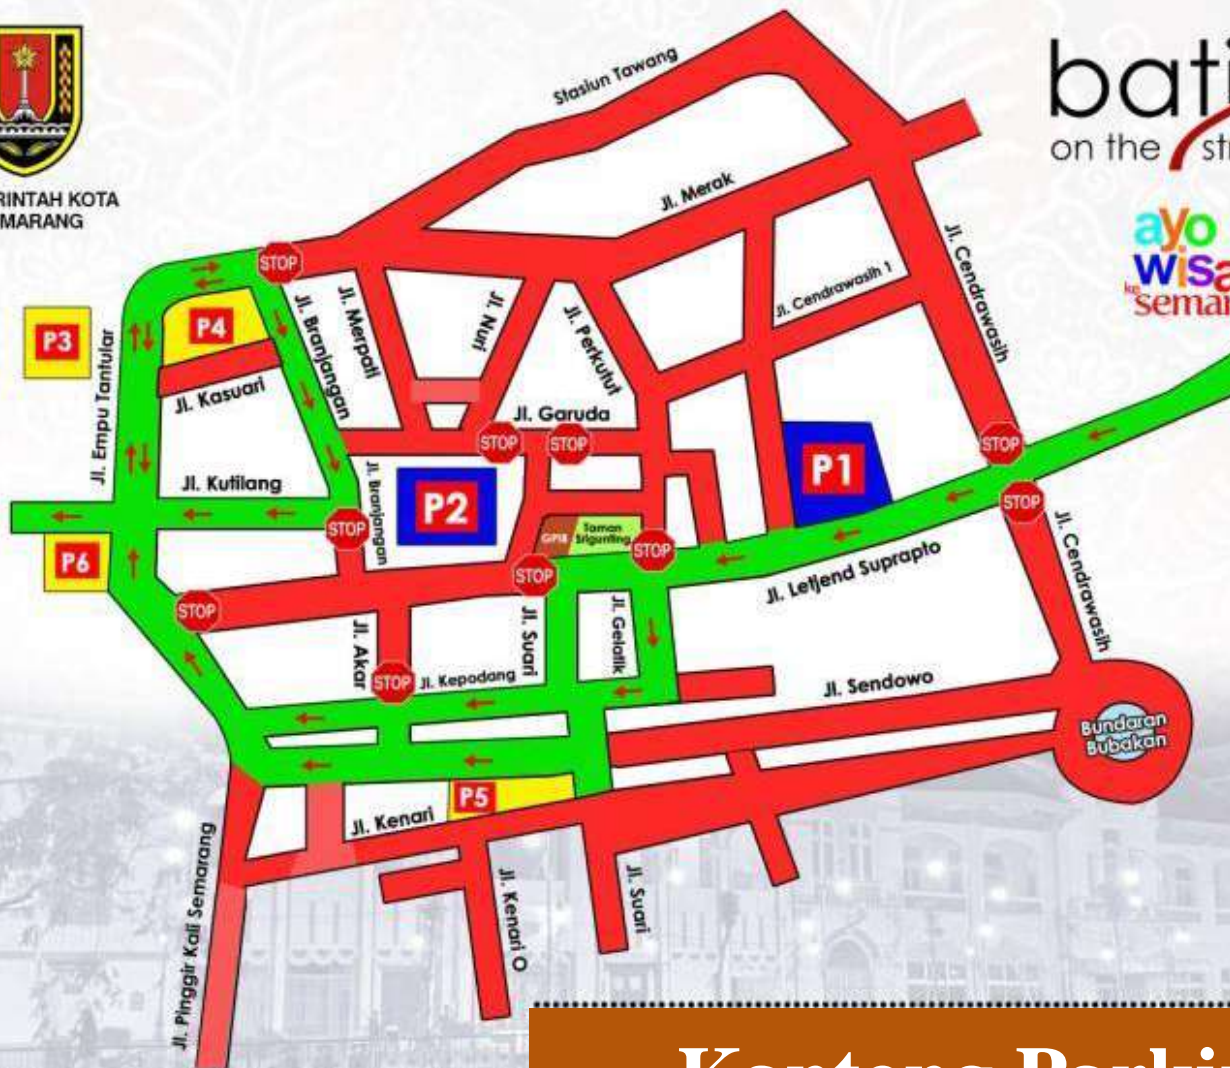 RINTAH KOTA
MARANG
bati
on the str
ayo
wisa
ke
semar
Stasiun Tawang
Jl. Merak
Jl. Cendrawasih
Jl. Cendrawasih 1
STOP
P3
P4
Jl. Branjangan
Jl. Merpati
Jl. Nuri
Jl. Perkutut
Jl. Empu Tantular
Jl. Kasuari
Jl. Garuda
STOP
STOP
STOP
P1
Jl. Kutilang
Jl. Branjangan
P2
STOP
STOP
GPIB
Taman
Srigunting
STOP
P6
STOP
STOP
Jl. Letjend Suprapto
Jl. Cendrawasih
Jl. Akar
Jl. Suari
Jl. Gelatik
STOP
Jl. Kepodang
Jl. Sendowo
Bundaran
Bubakan
P5
Jl. Kenari
Jl. Pinggir Kali Semarang
Jl. Kenari O
Jl. Suari